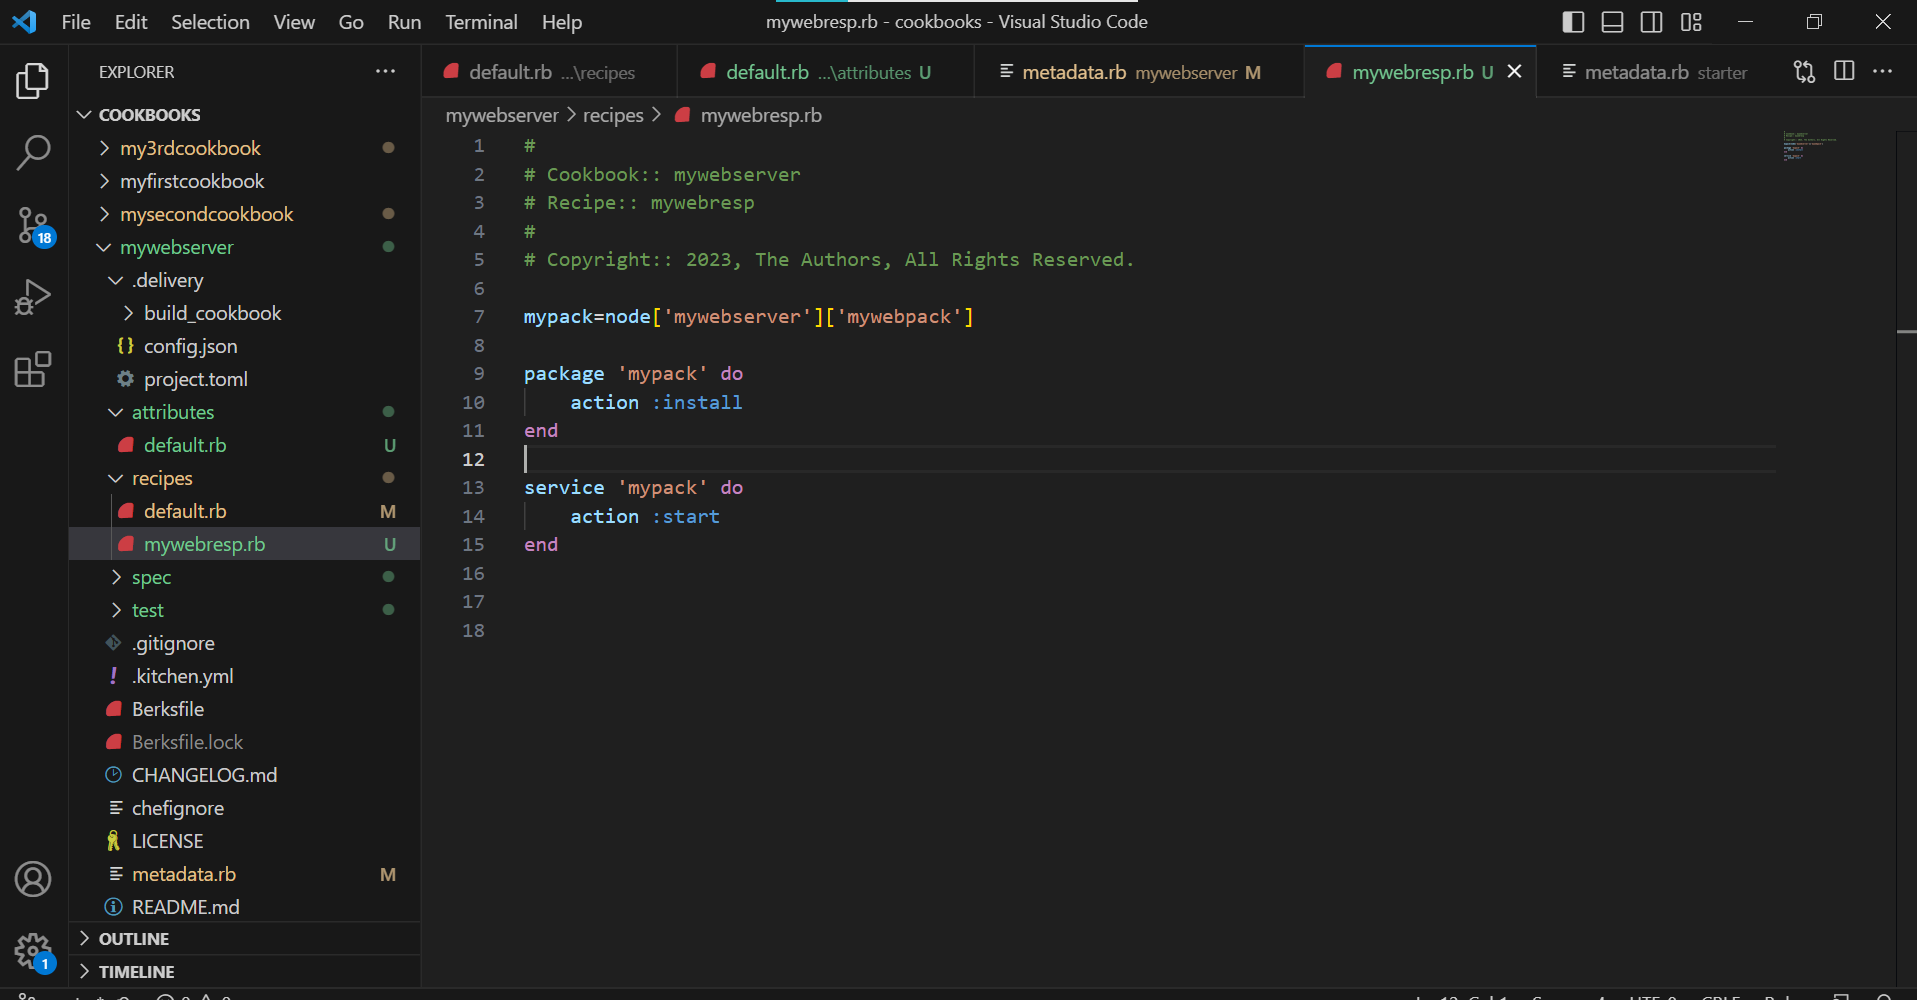 File Edit Selection View Go Run Terminal Help mywebresp.rb - cookbooks - Visual Studio Code
EXPLORER
default.rb ...\recipes default.rb ...\attributes U metadata.rb mywebserver M mywebresp.rb U metadata.rb starter
mywebserver recipes mywebresp.rb
COOKBOOKS
my3rdcookbook
myfirstcookbook
mysecondcookbook
mywebserver
.delivery
build_cookbook
{} config.json
project.toml
attributes
default.rb U
recipes
default.rb M
mywebresp.rb U
spec
test
.gitignore
! .kitchen.yml
Berksfile
Berksfile.lock
CHANGELOG.md
chefignore
LICENSE
metadata.rb M
README.md
OUTLINE
TIMELINE
18
1
1 #
2 # Cookbook:: mywebserver
3 # Recipe:: mywebresp
4 #
5 # Copyright:: 2023, The Authors, All Rights Reserved.
6
7 mypack=node['mywebserver']['mywebpack']
8
9 package 'mypack' do
10 action :install
11 end
12
13 service 'mypack' do
14 action :start
15 end
16
17
18